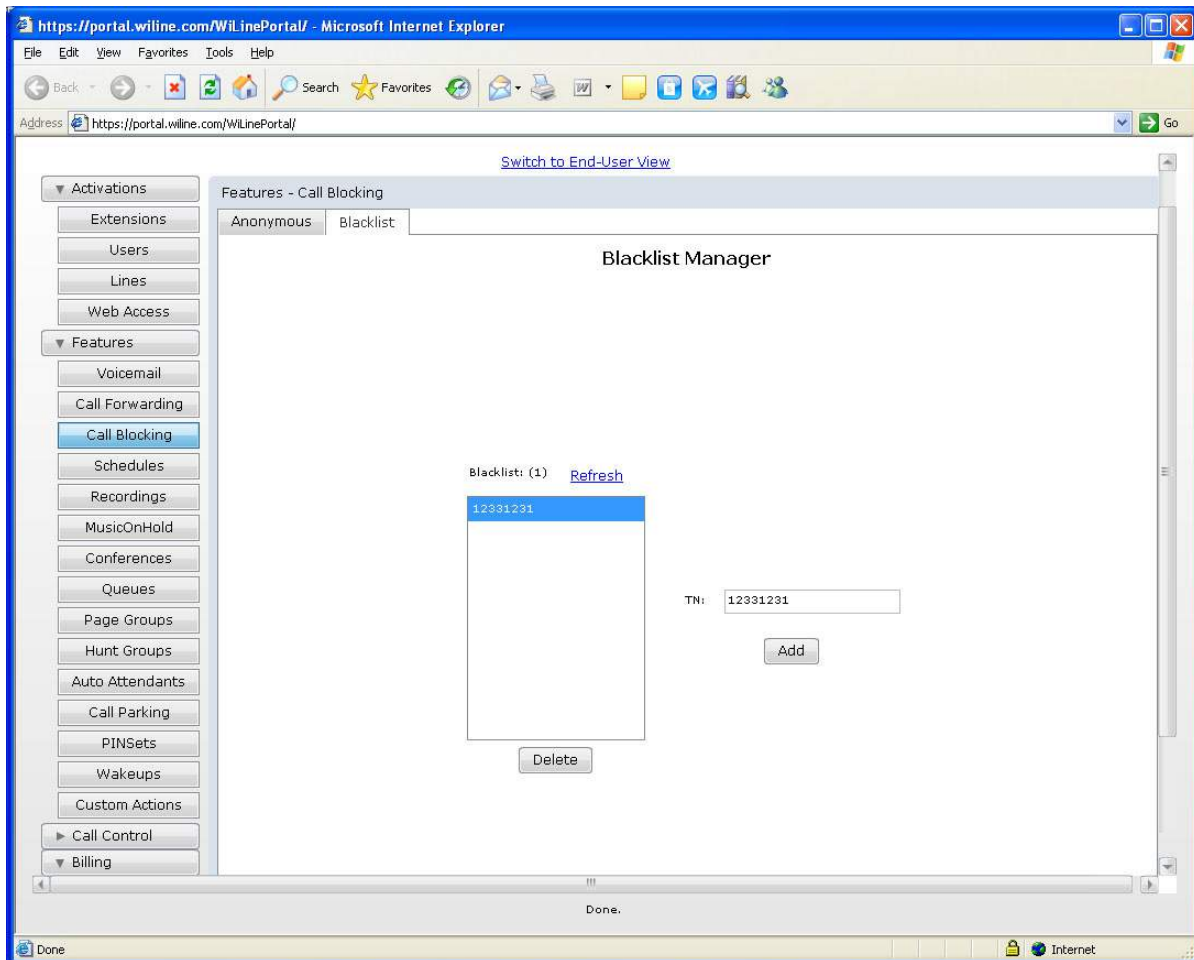 https://portal.wiline.com/WiLinePortal/ - Microsoft Internet Explorer
File Edit View Favorites Tools Help
Back Search Favorites
Address https://portal.wiline.com/WiLinePortal/ Go
Switch to End-User View
Activations
Extensions
Users
Lines
Web Access
Features
Voicemail
Call Forwarding
Call Blocking
Schedules
Recordings
MusicOnHold
Conferences
Queues
Page Groups
Hunt Groups
Auto Attendants
Call Parking
PINSets
Wakeups
Custom Actions
Call Control
Billing
Features - Call Blocking
Anonymous Blacklist
Blacklist Manager
Blacklist: (1) Refresh
12331231
TN: 12331231
Add
Delete
Done.
Done Internet